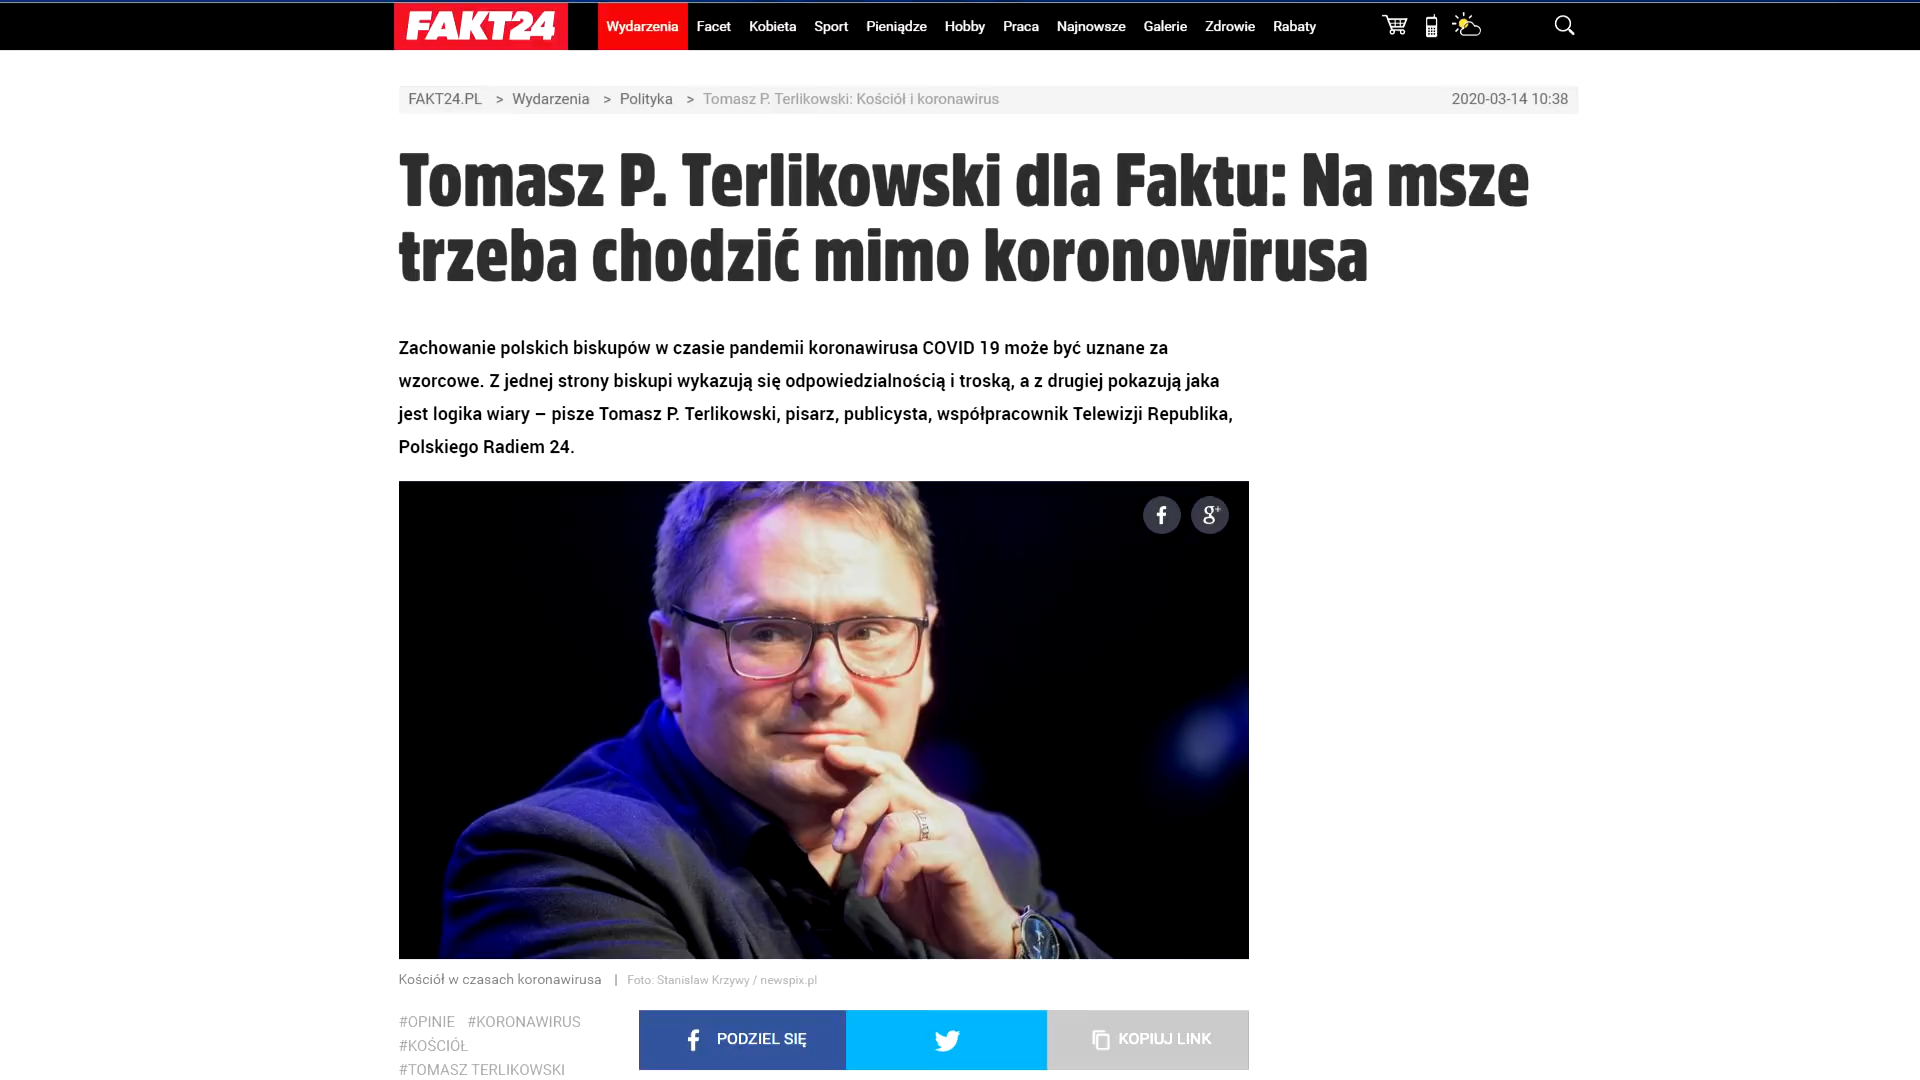 FAKT24 Wydarzenia Facet Kobieta Sport Pieniądze Hobby Praca Najnowsze Galerie Zdrowie Rabaty
FAKT24.PL > Wydarzenia > Polityka > Tomasz P. Terlikowski: Kościół i koronawirus 2020-03-14 10:38
Tomasz P. Terlikowski dla Faktu: Na msze
trzeba chodzić mimo koronowirusa
Zachowanie polskich biskupów w czasie pandemii koronawirusa COVID 19 może być uznane za
wzorcowe. Z jednej strony biskupi wykazują się odpowiedzialnością i troską, a z drugiej pokazują jaka
jest logika wiary – pisze Tomasz P. Terlikowski, pisarz, publicysta, współpracownik Telewizji Republika,
Polskiego Radiem 24.
f g+
Kościół w czasach koronawirusa | Foto: Stanislaw Krzywy / newspix.pl
#OPINIE #KORONAWIRUS
#KOŚCIÓŁ
#TOMASZ TERLIKOWSKI
f PODZIEL SIĘ KOPIUJ LINK